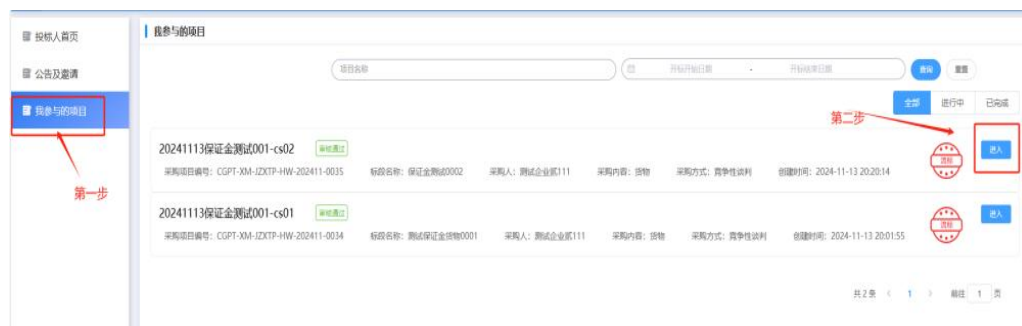 投标人首页
公告及邀请
我参与的项目
第一步
我参与的项目
项目名称 开标开始日期 - 开标结束日期 查询 重置
全部 进行中 已完成
第二步
20241113保证金测试001-cs02 审核通过
采购项目编号：CGPT-XM-JZXTP-HW-202411-0035 标段名称：保证金测试0002 采购人：测试企业贰111 采购内容：货物 采购方式：竞争性谈判 创建时间：2024-11-13 20:20:14
流标 进入
20241113保证金测试001-cs01 审核通过
采购项目编号：CGPT-XM-JZXTP-HW-202411-0034 标段名称：测试保证金货物0001 采购人：测试企业贰111 采购内容：货物 采购方式：竞争性谈判 创建时间：2024-11-13 20:01:55
流标 进入
共 2 条 < 1 > 前往 1 页